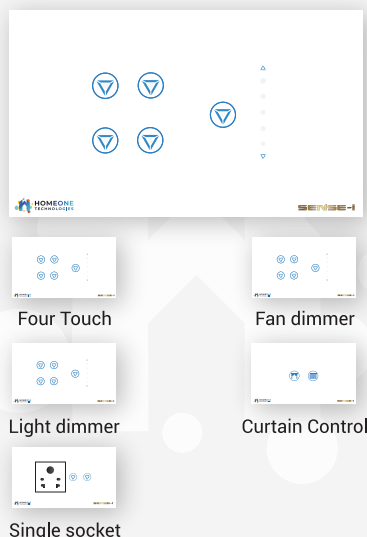 HOMEONE
TECHNOLOGIES
SENSE-I
Four Touch
Fan dimmer
Light dimmer
Curtain Control
Single socket